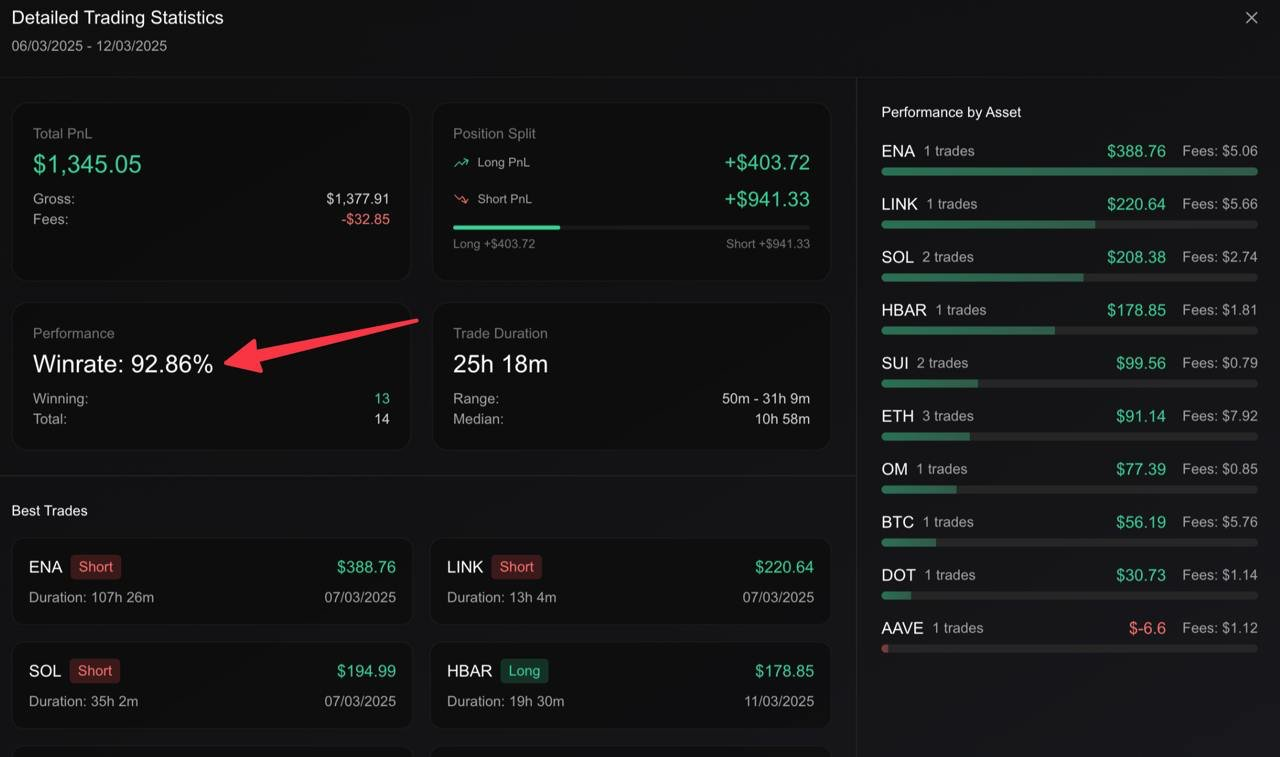 Detailed Trading Statistics
06/03/2025 - 12/03/2025
Total PnL
$1,345.05
Gross: $1,377.91
Fees: -$32.85
Position Split
Long PnL +$403.72
Short PnL +$941.33
Long +$403.72 Short +$941.33
Performance
Winrate: 92.86%
Winning: 13
Total: 14
Trade Duration
25h 18m
Range: 50m - 31h 9m
Median: 10h 58m
Best Trades
ENA Short $388.76
Duration: 107h 26m 07/03/2025
LINK Short $220.64
Duration: 13h 4m 07/03/2025
SOL Short $194.99
Duration: 35h 2m 07/03/2025
HBAR Long $178.85
Duration: 19h 30m 11/03/2025
Performance by Asset
ENA 1 trades $388.76 Fees: $5.06
LINK 1 trades $220.64 Fees: $5.66
SOL 2 trades $208.38 Fees: $2.74
HBAR 1 trades $178.85 Fees: $1.81
SUI 2 trades $99.56 Fees: $0.79
ETH 3 trades $91.14 Fees: $7.92
OM 1 trades $77.39 Fees: $0.85
BTC 1 trades $56.19 Fees: $5.76
DOT 1 trades $30.73 Fees: $1.14
AAVE 1 trades $-6.6 Fees: $1.12